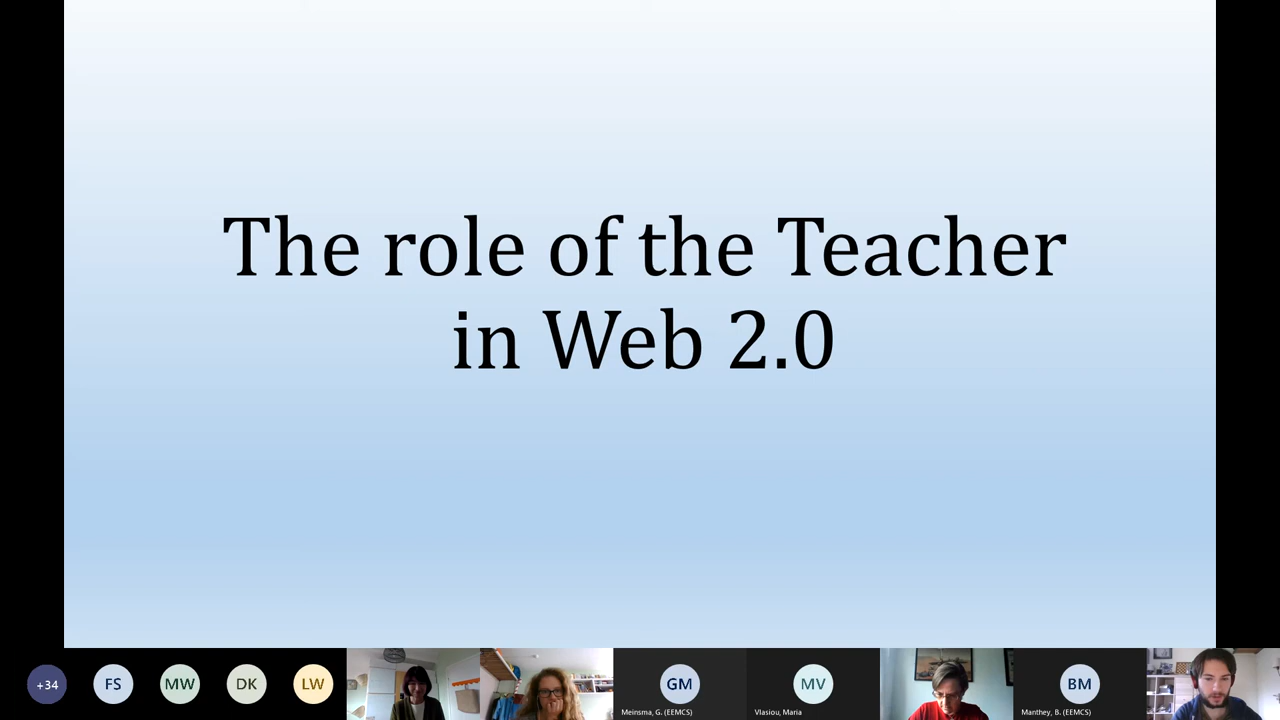 The role of the Teacher
in Web 2.0
+34
FS
MW
DK
LW
GM
Meinsma, G. (EEMCS)
MV
Vlasiou, Maria
BM
Manthey, B. (EEMCS)